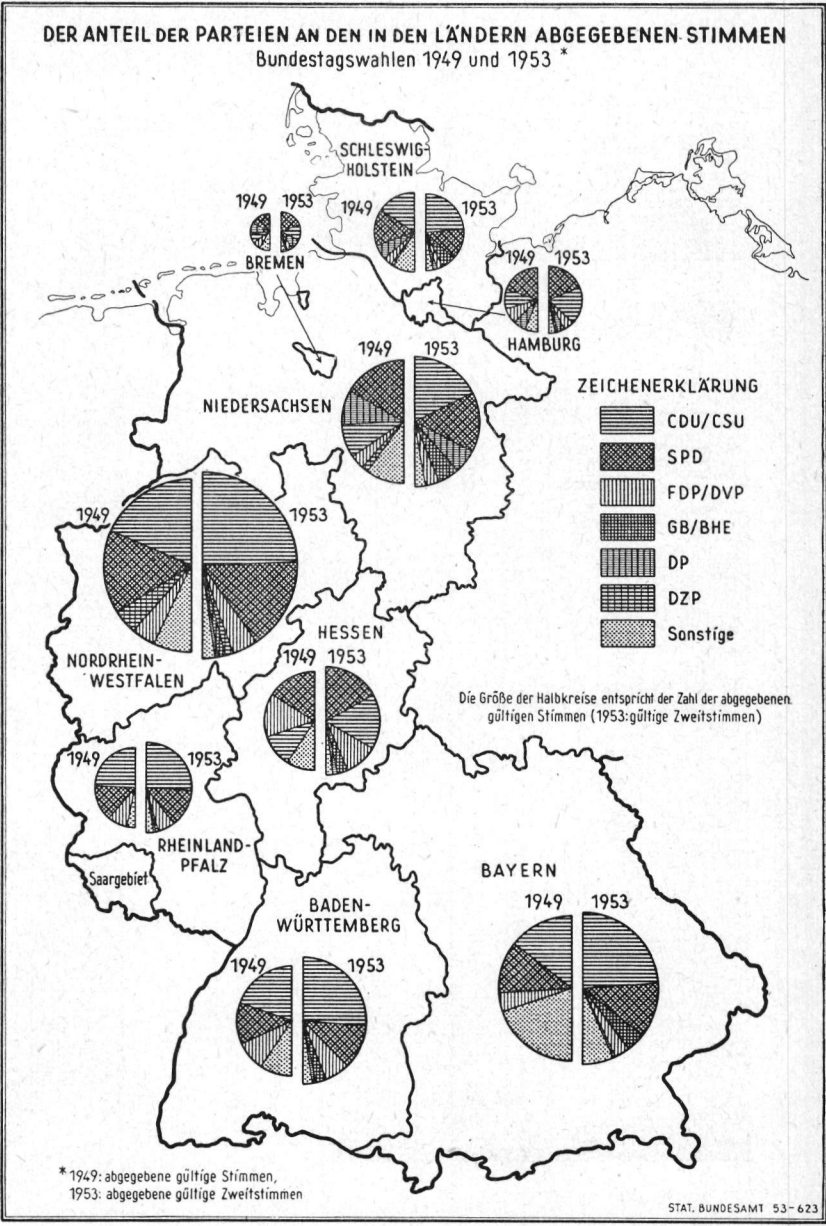 DER ANTEIL DER PARTEIEN AN DEN IN DEN LÄNDERN ABGEGEBENEN STIMMEN
Bundestagswahlen 1949 und 1953 *
SCHLESWIG-
HOLSTEIN
1949 1953
1949 1953
BREMEN
1949 1953
HAMBURG
1949 1953
NIEDERSACHSEN
ZEICHENERKLÄRUNG
CDU/CSU
SPD
FDP/DVP
GB/BHE
DP
DZP
Sonstige
1949 1953
NORDRHEIN-
WESTFALEN
HESSEN
1949 1953
Die Größe der Halbkreise entspricht der Zahl der abgegebenen
gültigen Stimmen (1953: gültige Zweitstimmen)
1949 1953
RHEINLAND-
PFALZ
Saargebiet
BAYERN
1949 1953
BADEN-
WÜRTTEMBERG
1949 1953
* 1949: abgegebene gültige Stimmen,
1953: abgegebene gültige Zweitstimmen
STAT. BUNDESAMT 53-623